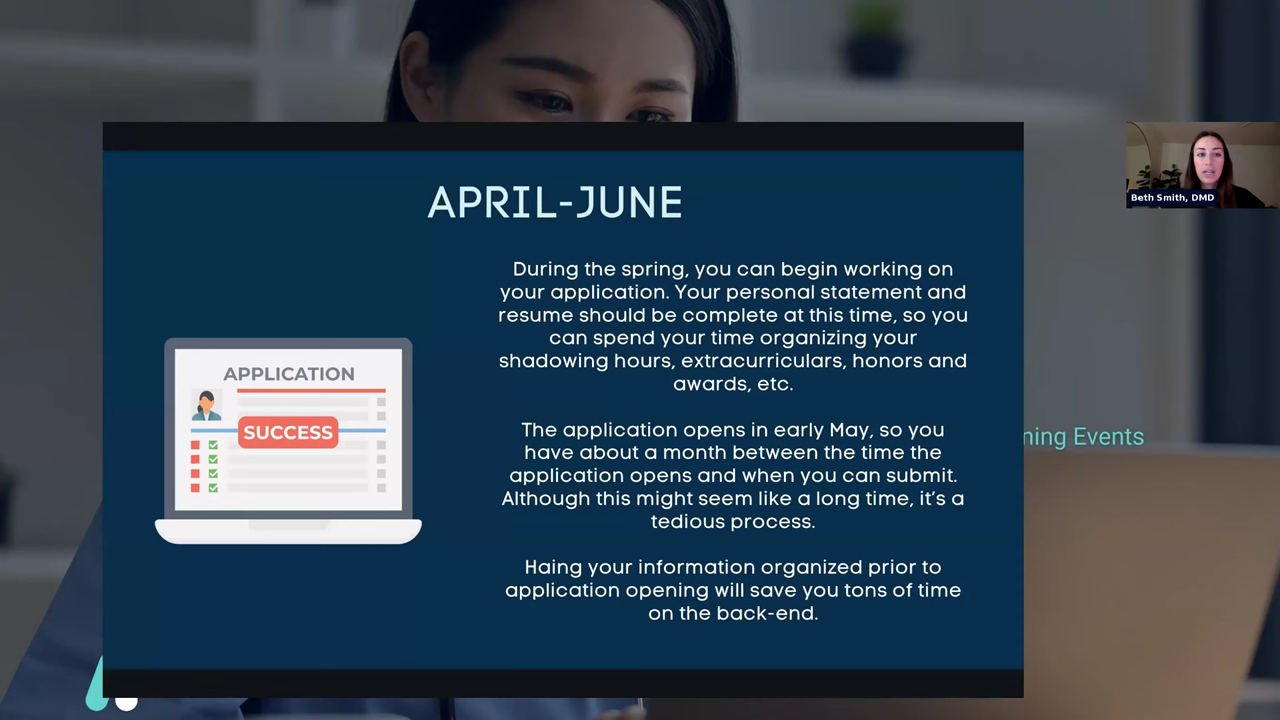 APRIL-JUNE
During the spring, you can begin working on
your application. Your personal statement and
resume should be complete at this time, so you
can spend your time organizing your
shadowing hours, extracurriculars, honors and
awards, etc.
The application opens in early May, so you
have about a month between the time the
application opens and when you can submit.
Although this might seem like a long time, it's a
tedious process.
Haing your information organized prior to
application opening will save you tons of time
on the back-end.
APPLICATION
SUCCESS
Beth Smith, DMD
ning Events